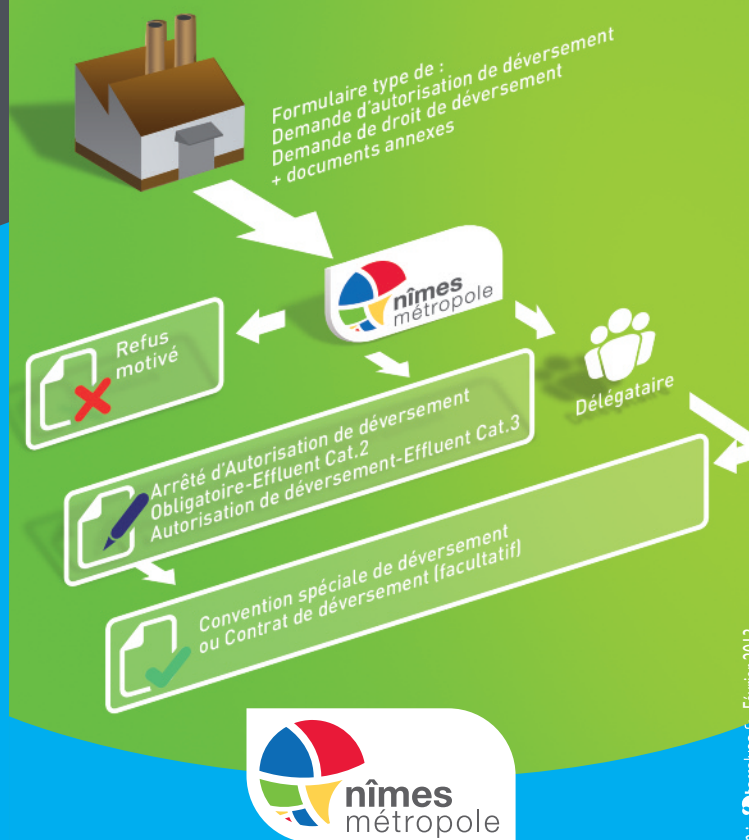 Formulaire type de :
Demande d'autorisation de déversement
Demande de droit de déversement
+ documents annexes
nîmes
métropole
Refus
motivé
Délégataire
Arrêté d'Autorisation de déversement
Obligatoire-Effluent Cat.2
Autorisation de déversement-Effluent Cat.3
Convention spéciale de déversement
ou Contrat de déversement (facultatif)
Février 2012
nîmes
métropole